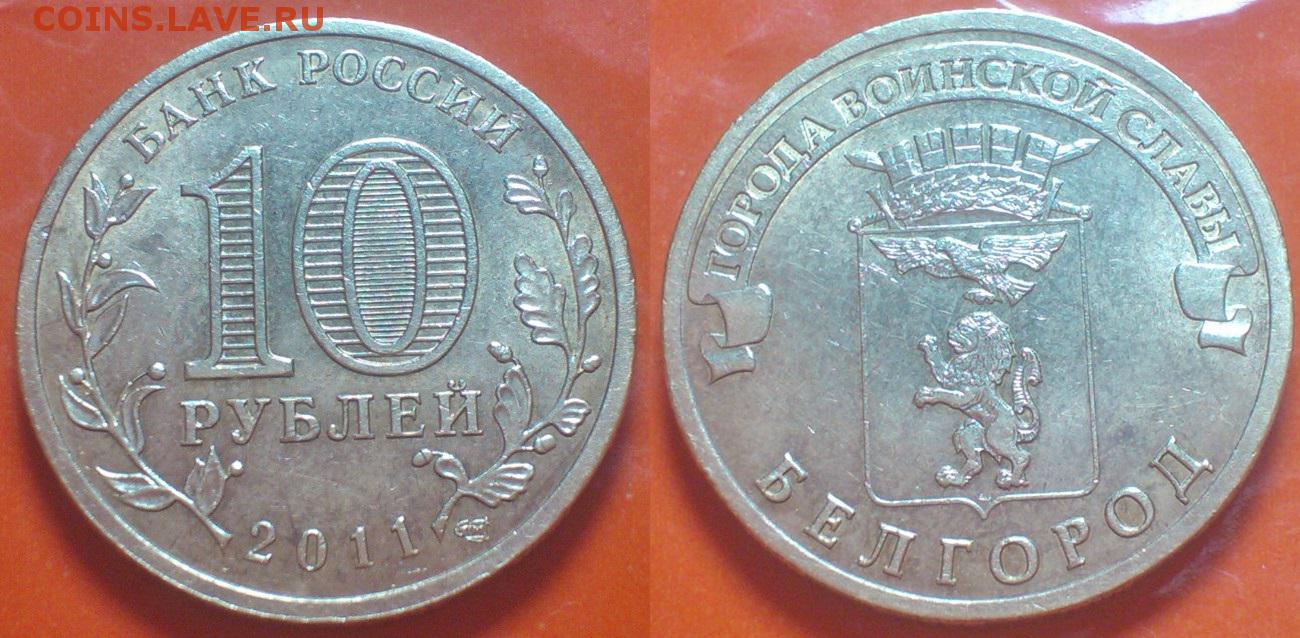 COINS.LAVE.RU
БАНК РОССИИ
10
РУБЛЕЙ
2011
ГОРОДА ВОИНСКОЙ СЛАВЫ
БЕЛГОРОД